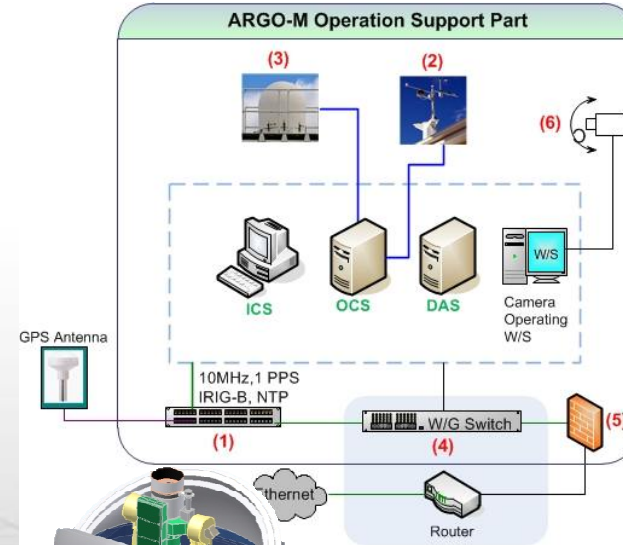 ARGO-M Operation Support Part
(3)
(2)
(6)
W/S
ICS
OCS
DAS
Camera
Operating
W/S
GPS Antenna
10MHz,1 PPS
IRIG-B, NTP
(1)
W/G Switch
(4)
(5)
thernet
Router